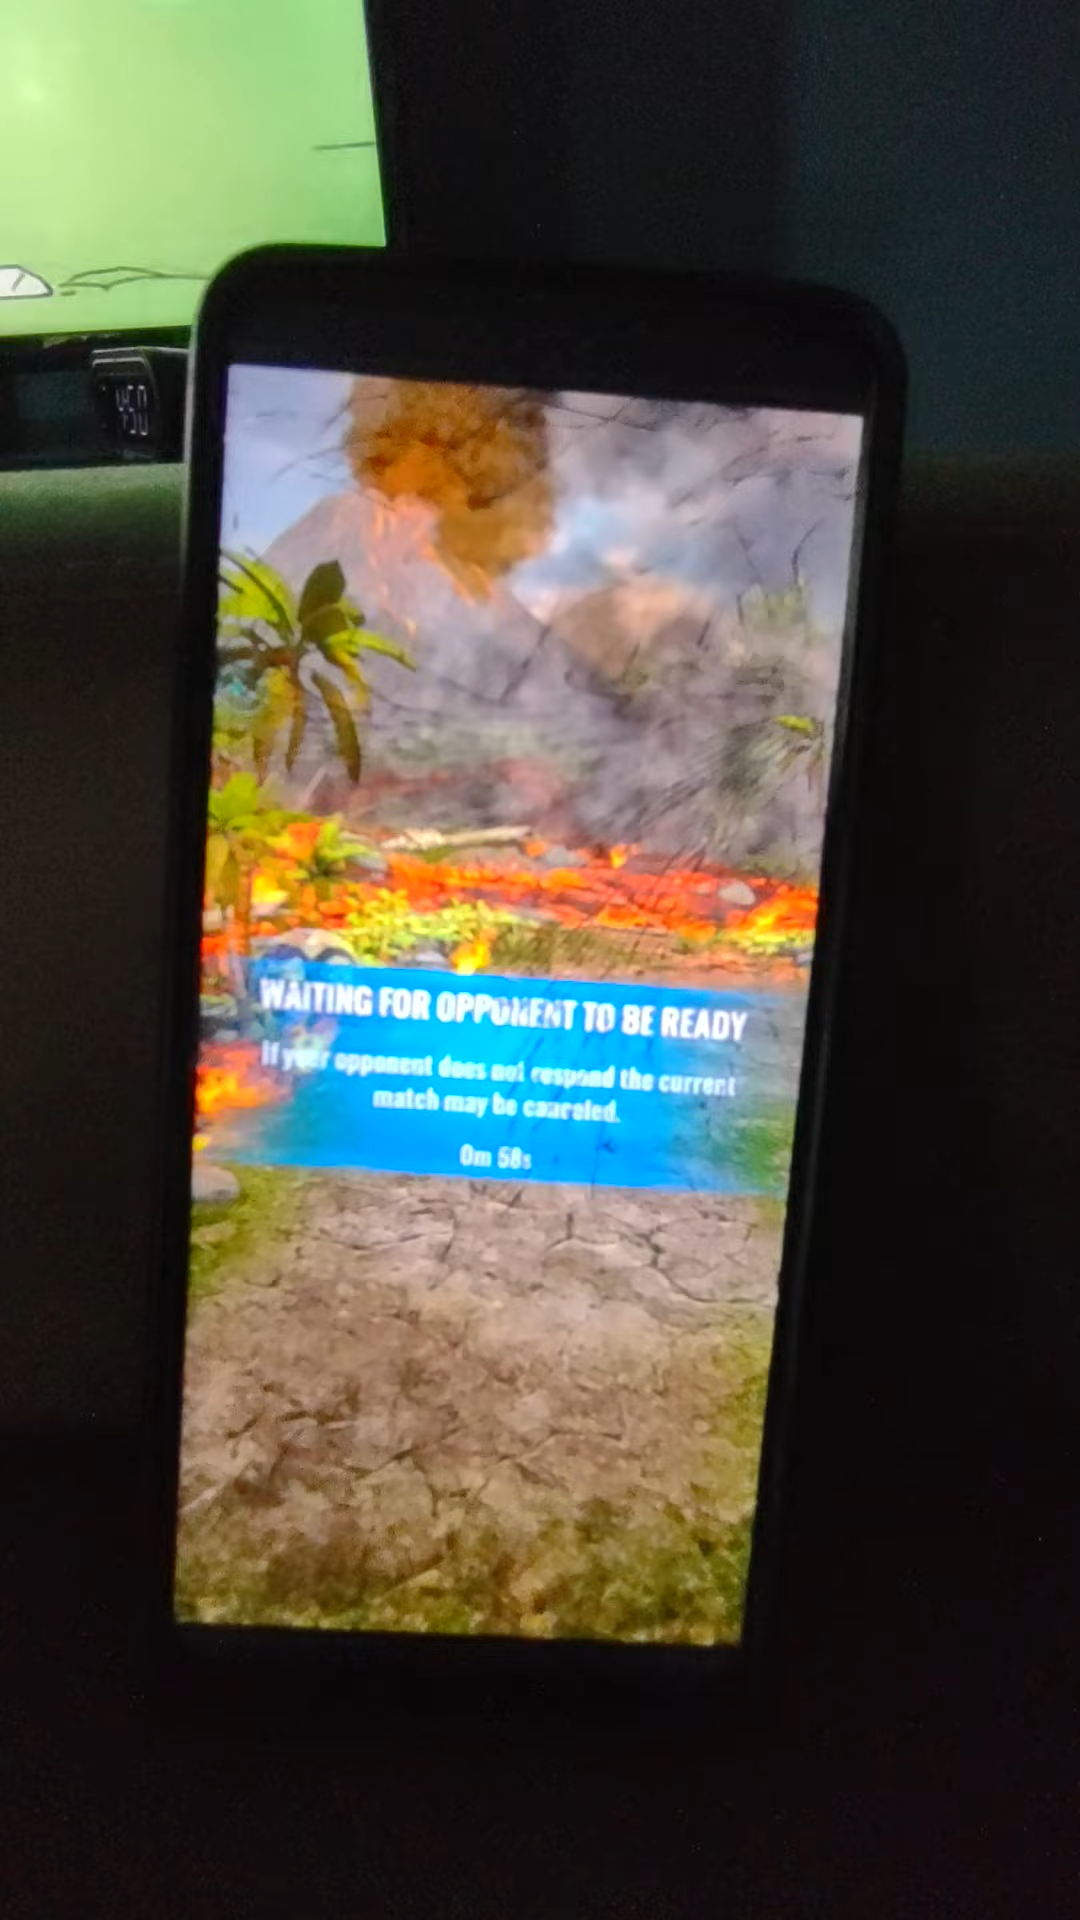 WAITING FOR OPPONENT TO BE READY
If your opponent does not respond the current
match may be canceled.
0m 58s